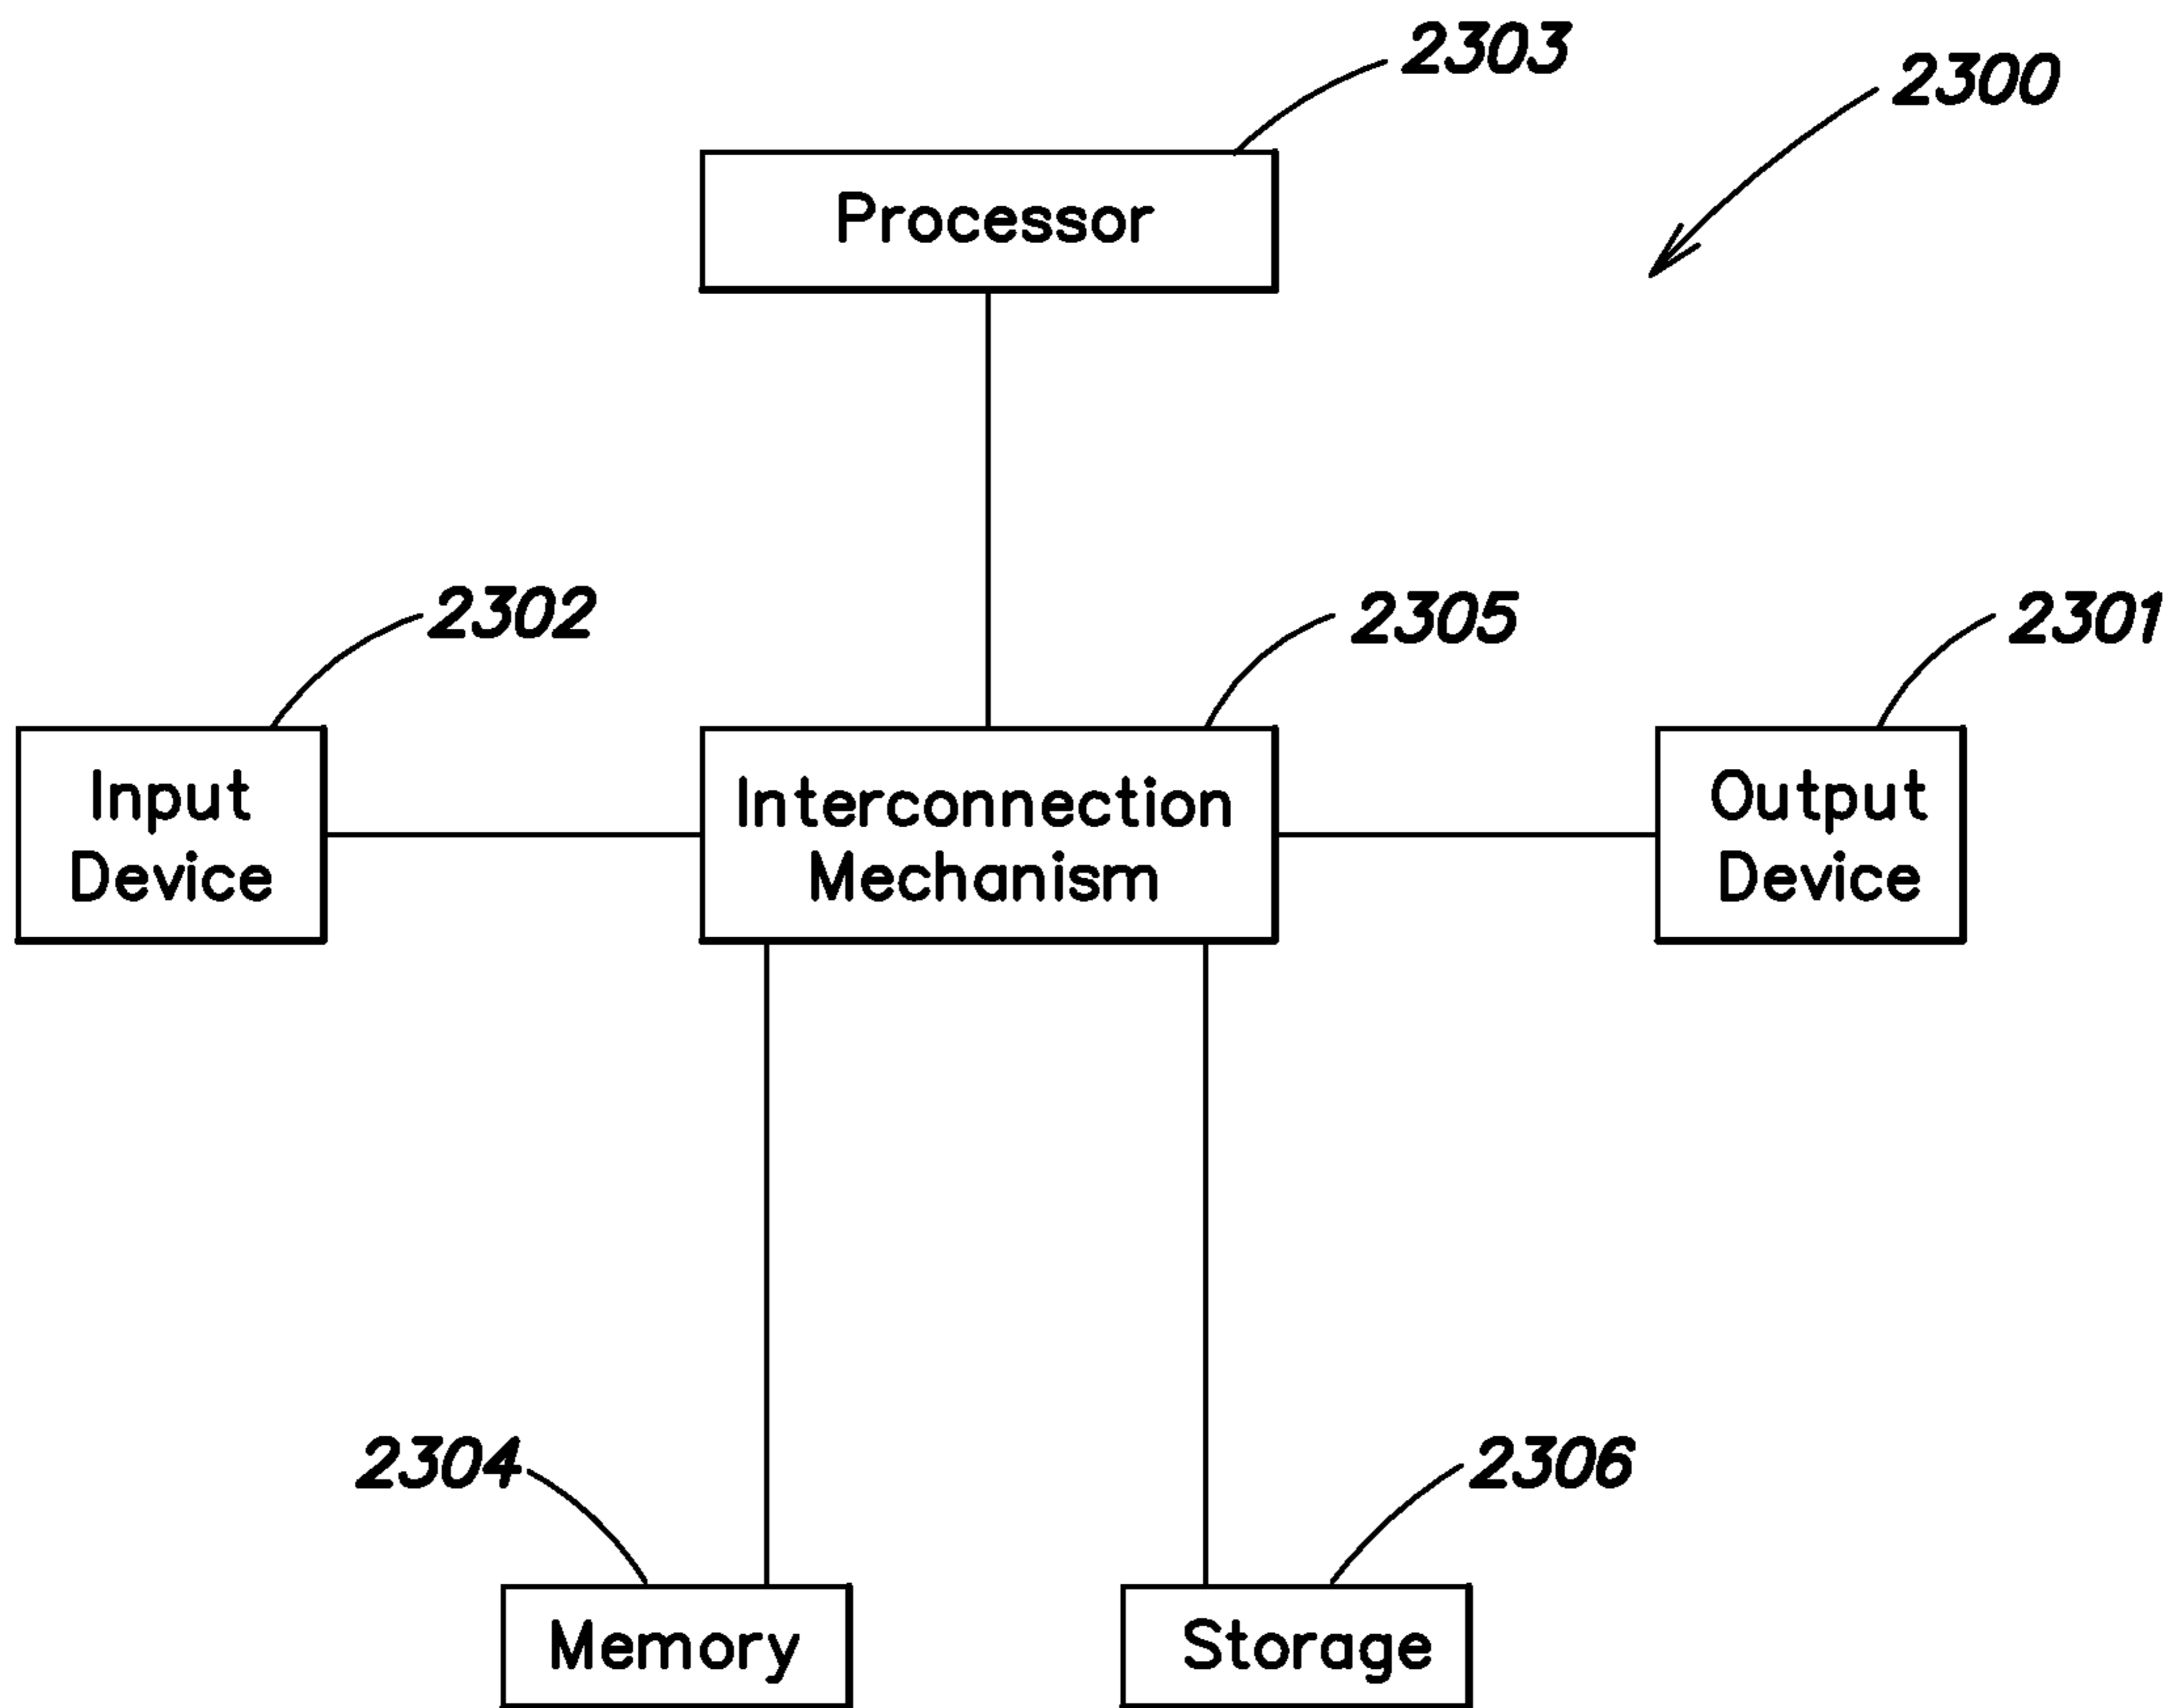 2303
2300
Processor
2302
2305
2301
Input
Device
Interconnection
Mechanism
Output
Device
2304
2306
Memory
Storage